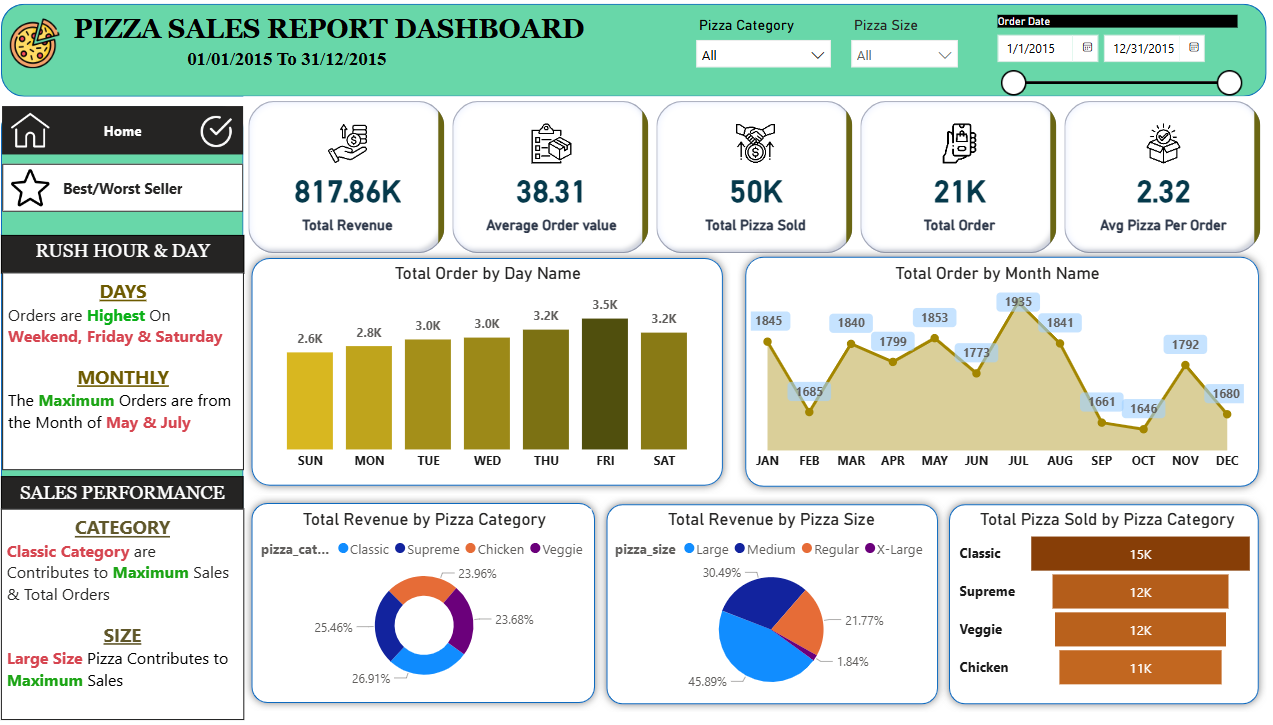 PIZZA SALES REPORT DASHBOARD
01/01/2015 To 31/12/2015
Pizza Category
All
Pizza Size
All
Order Date
1/1/2015
12/31/2015
Home
Best/Worst Seller
RUSH HOUR & DAY
DAYS
Orders are Highest On
Weekend, Friday & Saturday
MONTHLY
The Maximum Orders are from
the Month of May & July
SALES PERFORMANCE
CATEGORY
Classic Category are
Contributes to Maximum Sales
& Total Orders
SIZE
Large Size Pizza Contributes to
Maximum Sales
817.86K
Total Revenue
38.31
Average Order value
50K
Total Pizza Sold
21K
Total Order
2.32
Avg Pizza Per Order
Total Order by Day Name
2.6K 2.8K 3.0K 3.0K 3.2K 3.5K 3.2K
SUN MON TUE WED THU FRI SAT
Total Order by Month Name
1845 1685 1840 1799 1853 1773 1935 1841 1661 1646 1792 1680
JAN FEB MAR APR MAY JUN JUL AUG SEP OCT NOV DEC
Total Revenue by Pizza Category
pizza_cat... Classic Supreme Chicken Veggie
23.96%
23.68%
25.46%
26.91%
Total Revenue by Pizza Size
pizza_size Large Medium Regular X-Large
30.49%
21.77%
1.84%
45.89%
Total Pizza Sold by Pizza Category
Classic 15K
Supreme 12K
Veggie 12K
Chicken 11K